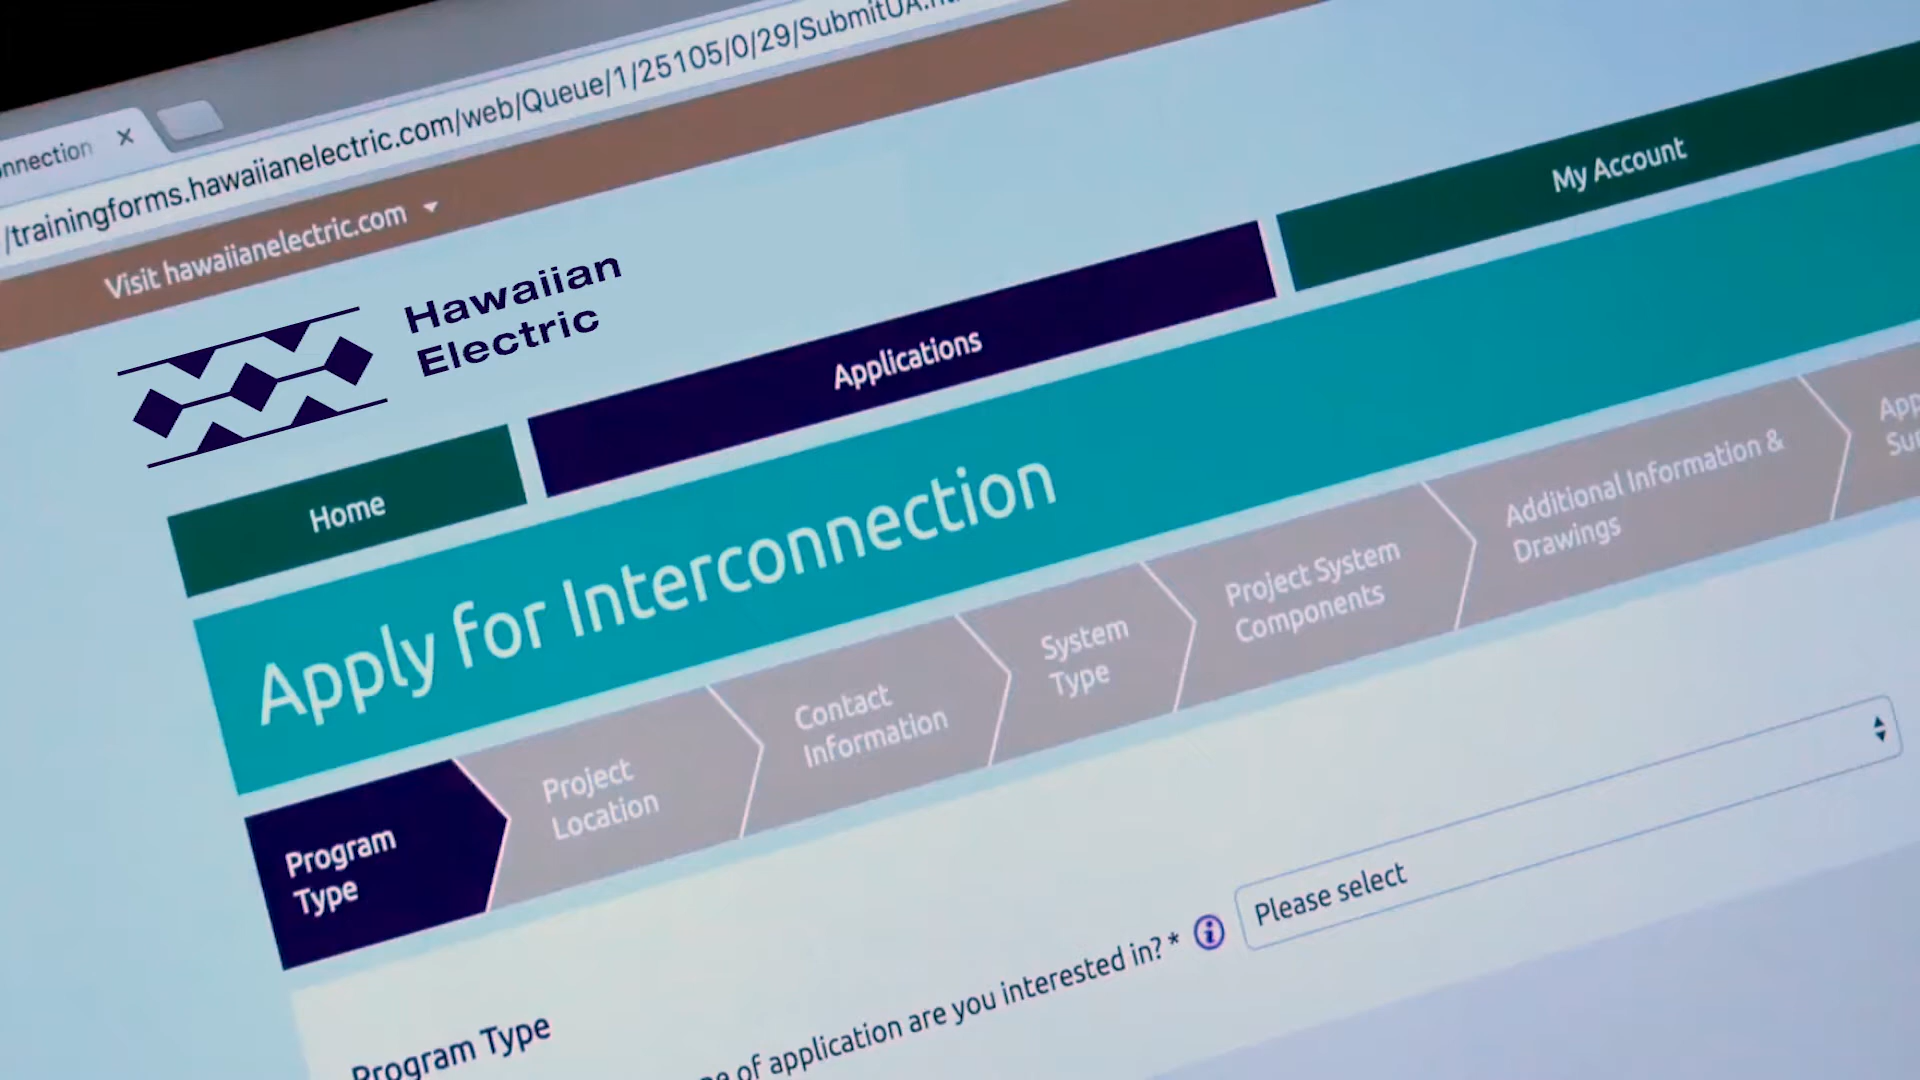 nnection
/trainingforms.hawaiianelectric.com/web/Queue/1/25105/0/29/SubmitUA.
Visit hawaiianelectric.com
Hawaiian
Electric
Home
Applications
My Account
Apply for Interconnection
Program
Type
Project
Location
Contact
Information
System
Type
Project System
Components
Additional Information &
Drawings
App
Program Type
of application are you interested in? *
Please select